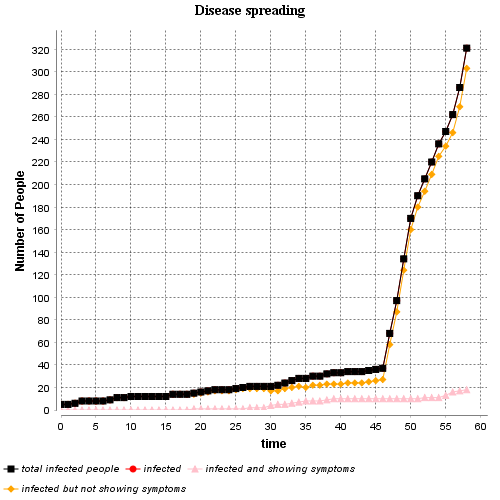 Disease spreading
Number of People
320
300
280
260
240
220
200
180
160
140
120
100
80
60
40
20
0
0 5 10 15 20 25 30 35 40 45 50 55 60
time
total infected people infected infected and showing symptoms
infected but not showing symptoms